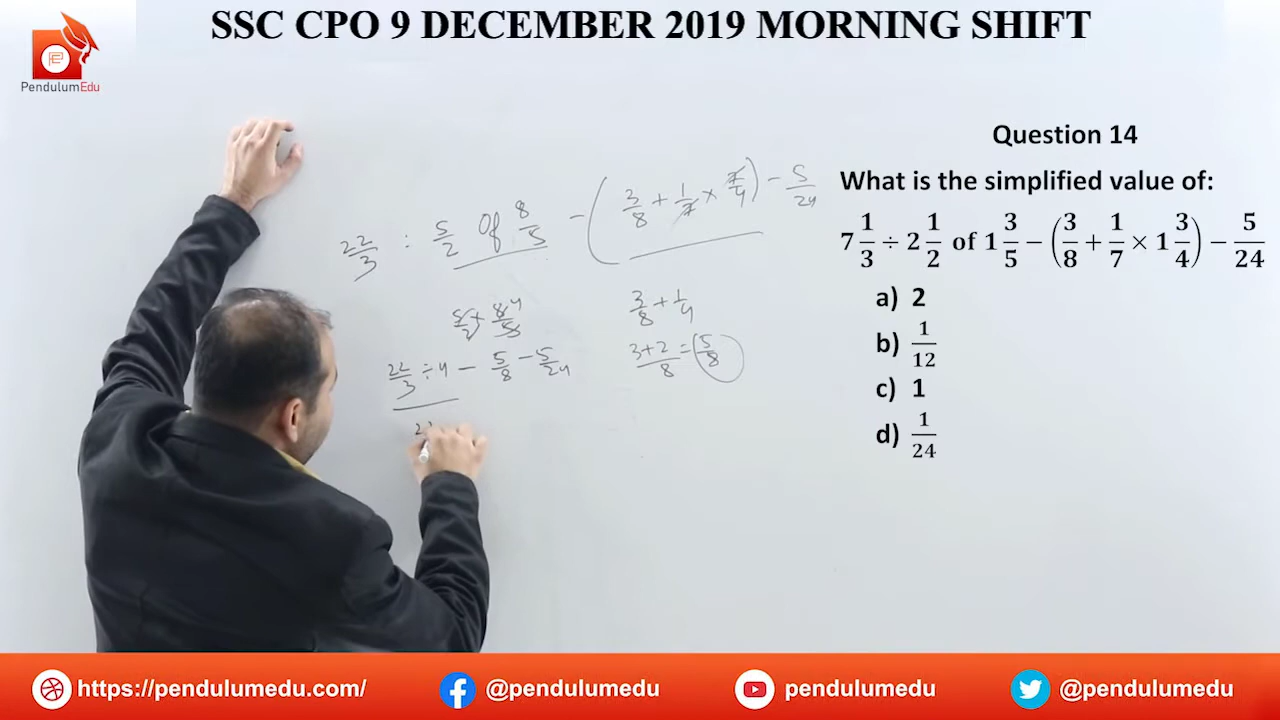 SSC CPO 9 DECEMBER 2019 MORNING SHIFT
PendulumEdu
Question 14
What is the simplified value of:
7 1/3 ÷ 2 1/2 of 1 3/5 − (3/8 + 1/7 × 1 3/4) − 5/24
a) 2
b) 1/12
c) 1
d) 1/24
22/3 : 5/2 Of 8/5 − (3/8 + 1/7 × 7/4) − 5/24
5/2 × 8/5 4
3/8 + 1/4
22/3 ÷ 4 − 5/8 − 5/24
3+2/8 = 5/8
https://pendulumedu.com/
@pendulumedu
pendulumedu
@pendulumedu